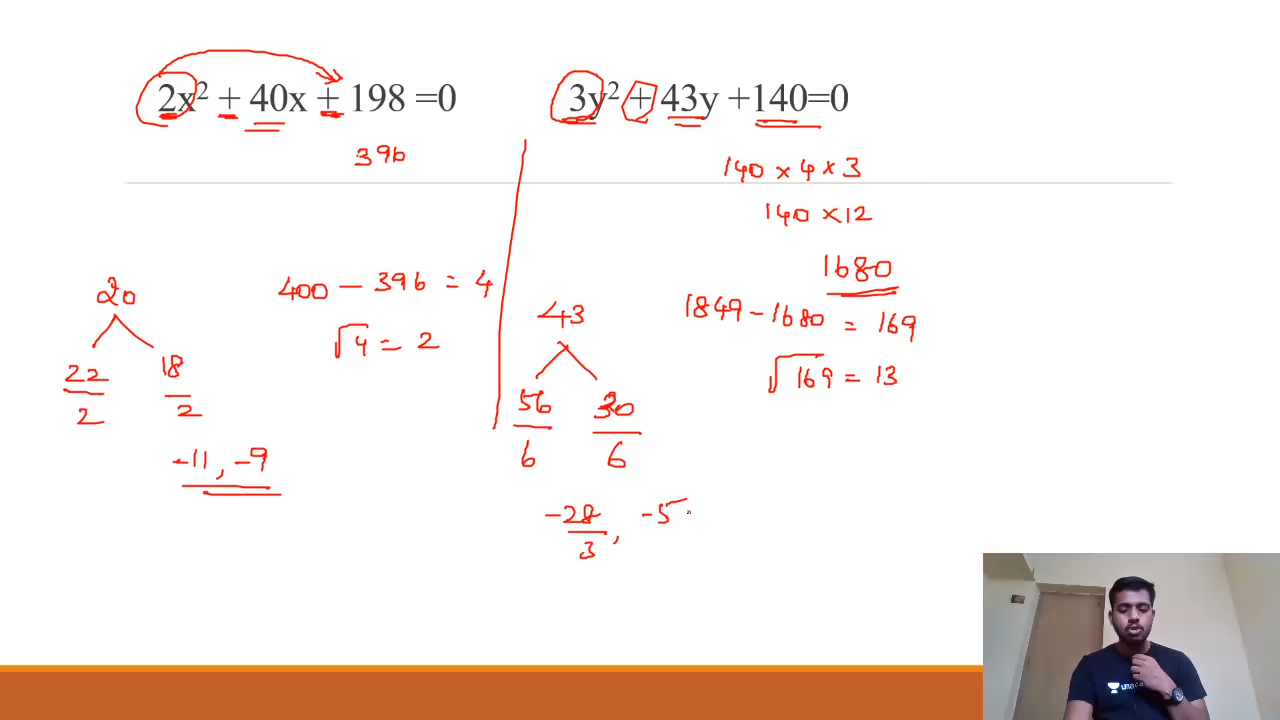 2x² + 40x + 198 =0
396
20
22 18
2 2
-11, -9
400 - 396 = 4
√4 = 2
3y² + 43y +140=0
140 × 4 × 3
140 × 12
1680
1849 - 1680 = 169
√169 = 13
43
56 30
6 6
-28/3, -5